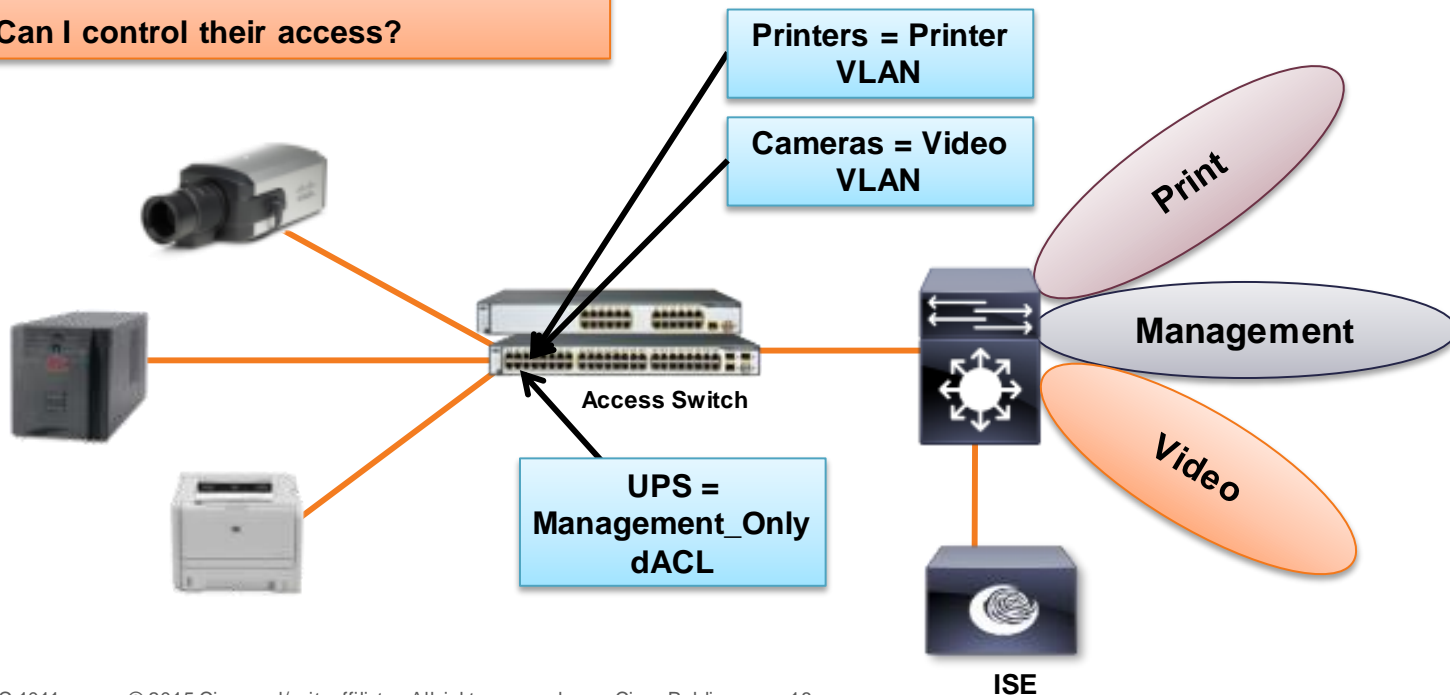 Can I control their access?
Printers = Printer
VLAN
Cameras = Video
VLAN
Print
Management
Video
Access Switch
UPS =
Management_Only
dACL
ISE